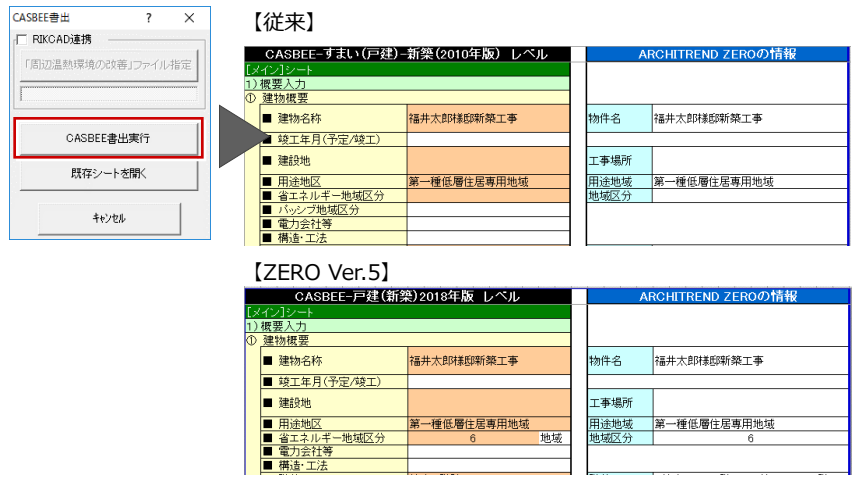 CASBEE書出 ? ×
RIKCAD連携
「周辺温熱環境の改善」ファイル指定
CASBEE書出実行
既存シートを開く
キャンセル
【従来】
CASBEE-すまい(戸建)-新築(2010年版) レベル ARCHITREND ZEROの情報
[メイン]シート
1)概要入力
① 建物概要
■ 建物名称 福井太郎様邸新築工事 物件名 福井太郎様邸新築工事
■ 竣工年月(予定/竣工)
■ 建設地 工事場所
■ 用途地区 第一種低層住居専用地域 用途地域 第一種低層住居専用地域
■ 省エネルギー地域区分 地域区分
■ パッシブ地域区分
■ 電力会社等
■ 構造・工法
【ZERO Ver.5】
CASBEE-戸建(新築)2018年版 レベル ARCHITREND ZEROの情報
[メイン]シート
1)概要入力
① 建物概要
■ 建物名称 福井太郎様邸新築工事 物件名 福井太郎様邸新築工事
■ 竣工年月(予定/竣工)
■ 建設地 工事場所
■ 用途地区 第一種低層住居専用地域 用途地域 第一種低層住居専用地域
■ 省エネルギー地域区分 6 地域 地域区分 6
■ 電力会社等
■ 構造・工法